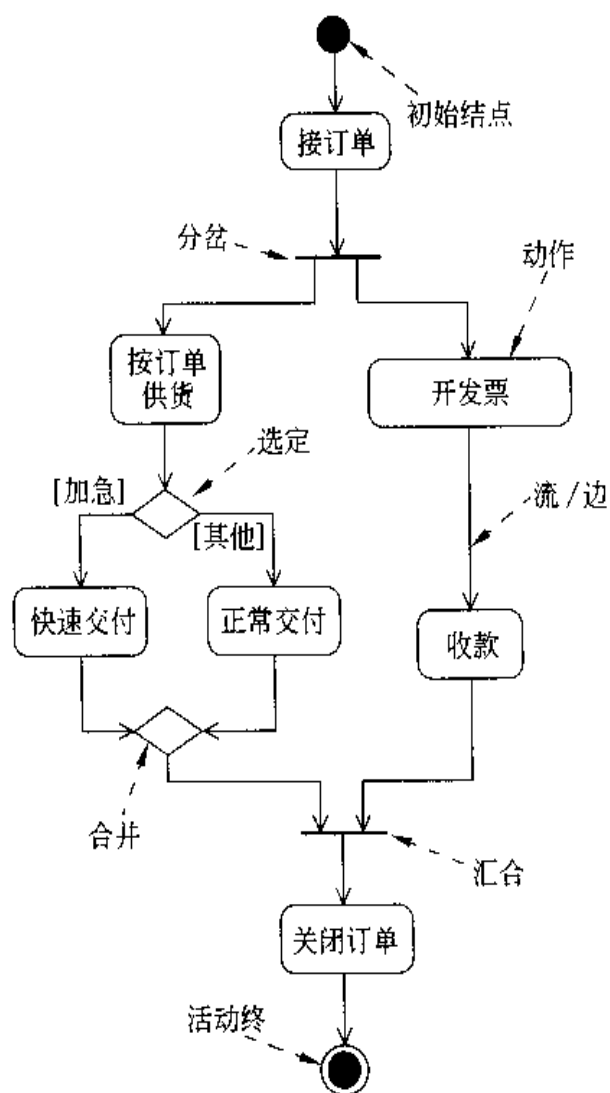 初始结点
接订单
分岔
动作
按订单
供货
开发票
选定
[加急]
[其他]
流/边
快速交付
正常交付
收款
合并
汇合
关闭订单
活动终